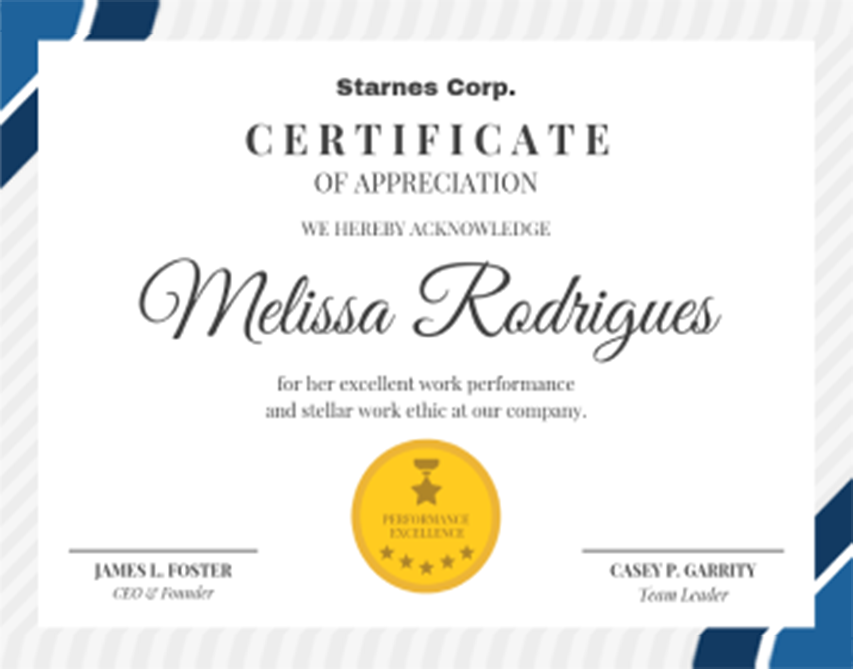 Starnes Corp.
CERTIFICATE
OF APPRECIATION
WE HEREBY ACKNOWLEDGE
Melissa Rodrigues
for her excellent work performance
and stellar work ethic at our company.
PERFORMANCE
EXCELLENCE
JAMES L. FOSTER
CEO & Founder
CASEY P. GARRITY
Team Leader